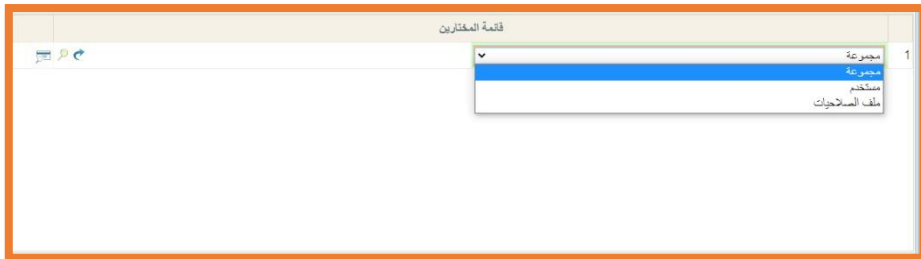 قائمة المختارين
1 مجموعة
مجموعة
مستخدم
ملف الصلاحيات